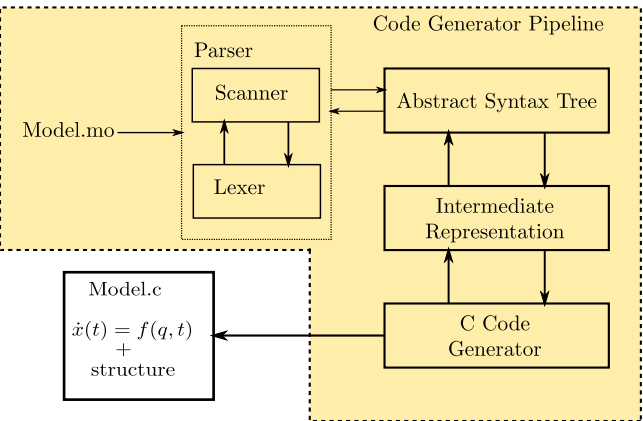 Code Generator Pipeline
Parser
Scanner
Abstract Syntax Tree
Model.mo
Lexer
Intermediate
Representation
Model.c
ẋ(t) = f(q, t)
+
structure
C Code
Generator